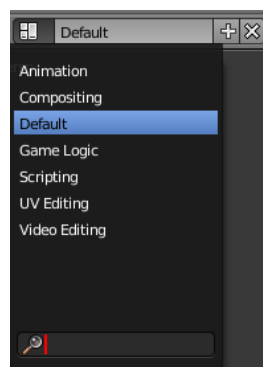 Default
Animation
Compositing
Default
Game Logic
Scripting
UV Editing
Video Editing